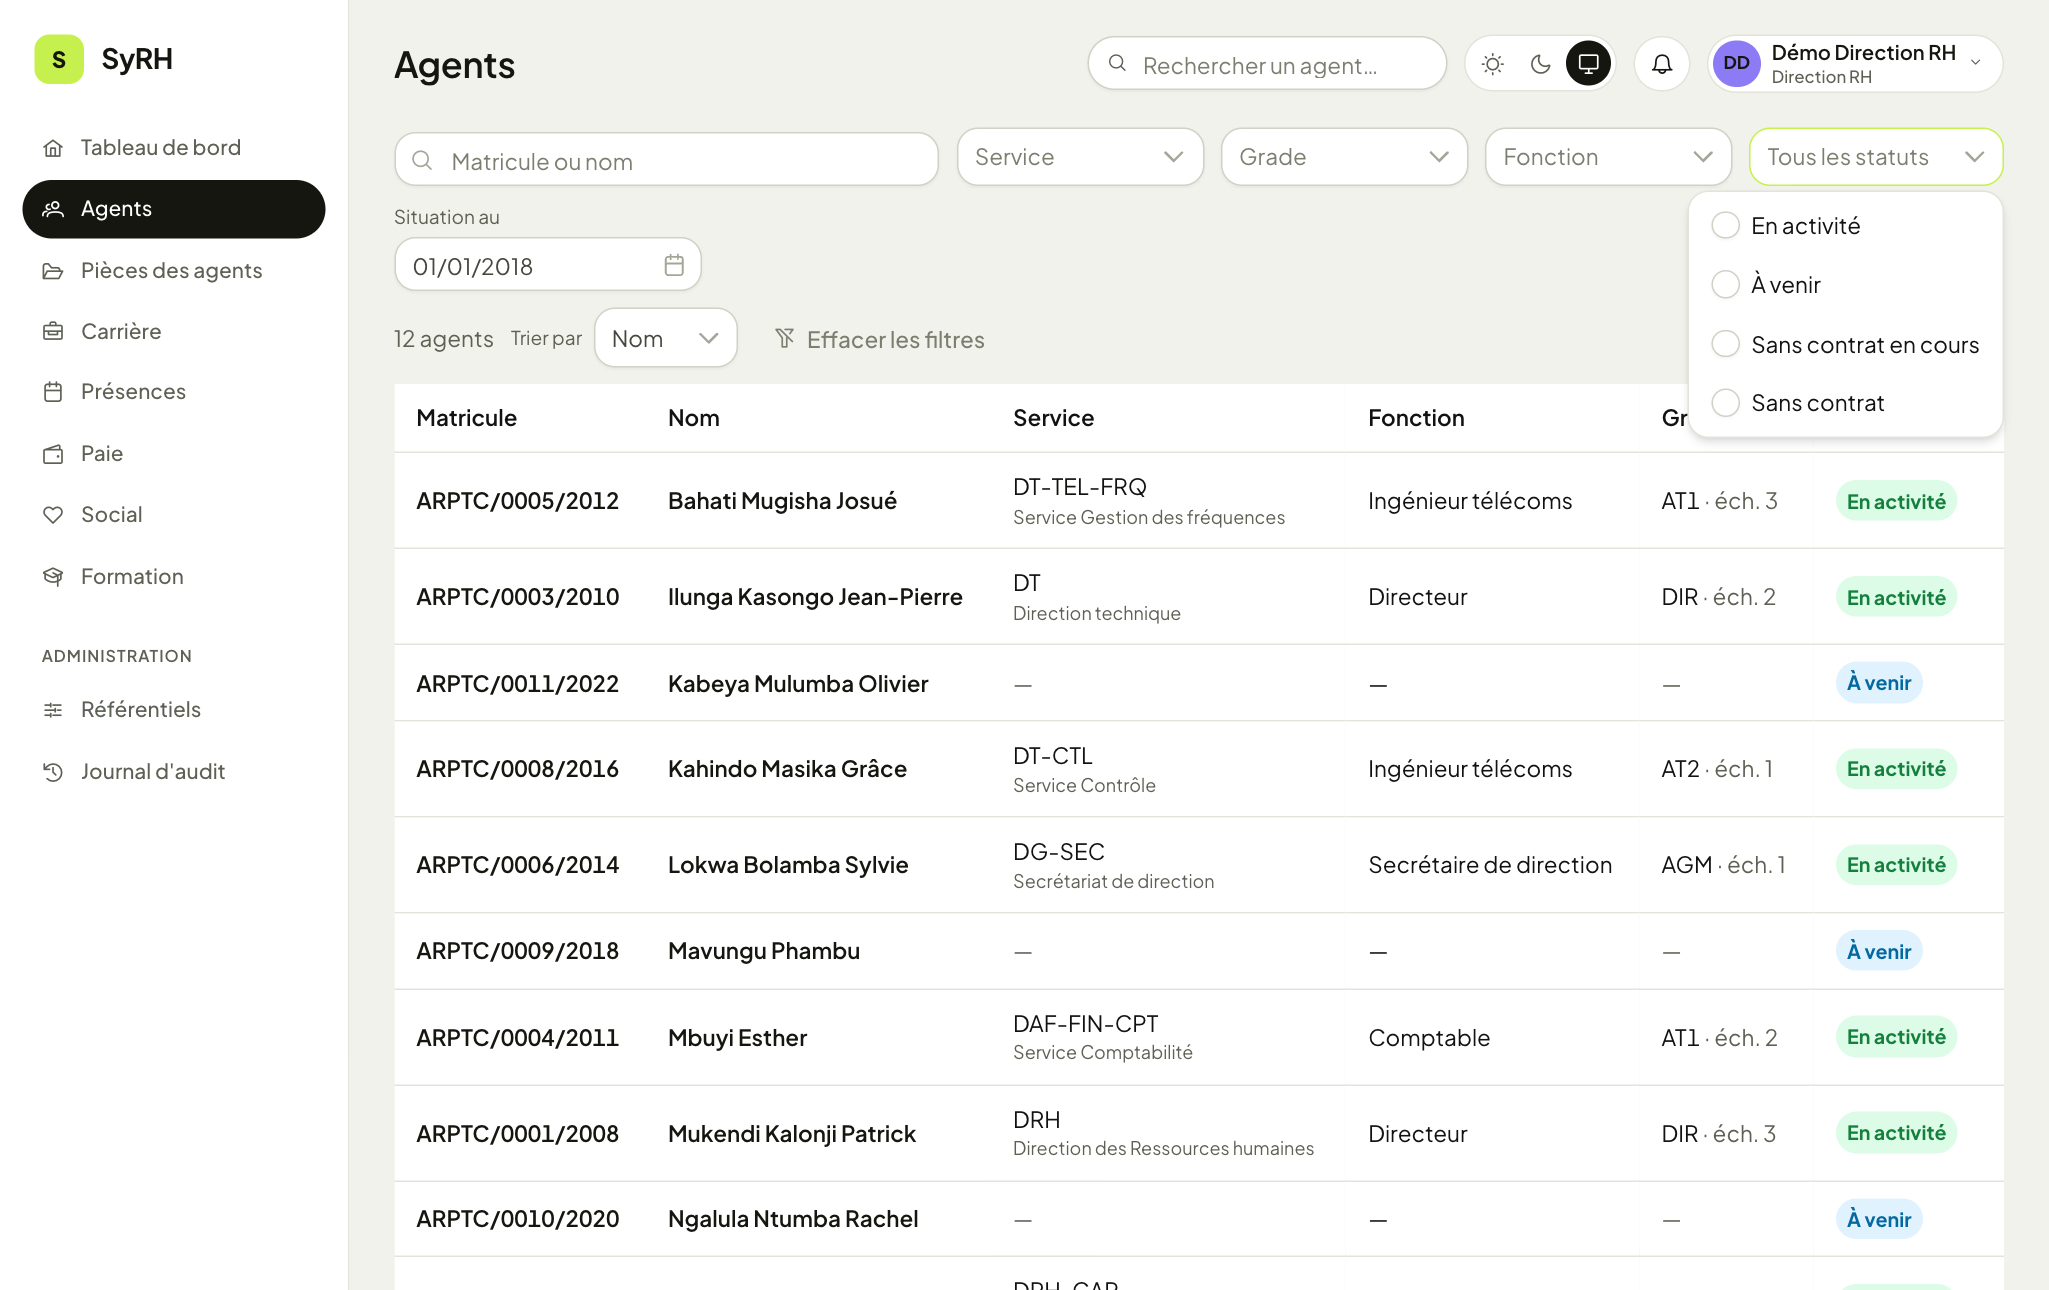 S SyRH
Tableau de bord
Agents
Pièces des agents
Carrière
Présences
Paie
Social
Formation
ADMINISTRATION
Référentiels
Journal d'audit
Agents
Rechercher un agent...
DD
Démo Direction RH
Direction RH
Matricule ou nom
Service
Grade
Fonction
Tous les statuts
En activité
À venir
Sans contrat en cours
Sans contrat
Situation au
01/01/2018
12 agents Trier par Nom Effacer les filtres
Matricule Nom Service Fonction Gr
ARPTC/0005/2012 Bahati Mugisha Josué DT-TEL-FRQ Ingénieur télécoms AT1 · éch. 3 En activité
Service Gestion des fréquences
ARPTC/0003/2010 Ilunga Kasongo Jean-Pierre DT Directeur DIR · éch. 2 En activité
Direction technique
ARPTC/0011/2022 Kabeya Mulumba Olivier — — — À venir
ARPTC/0008/2016 Kahindo Masika Grâce DT-CTL Ingénieur télécoms AT2 · éch. 1 En activité
Service Contrôle
ARPTC/0006/2014 Lokwa Bolamba Sylvie DG-SEC Secrétaire de direction AGM · éch. 1 En activité
Secrétariat de direction
ARPTC/0009/2018 Mavungu Phambu — — — À venir
ARPTC/0004/2011 Mbuyi Esther DAF-FIN-CPT Comptable AT1 · éch. 2 En activité
Service Comptabilité
ARPTC/0001/2008 Mukendi Kalonji Patrick DRH Directeur DIR · éch. 3 En activité
Direction des Ressources humaines
ARPTC/0010/2020 Ngalula Ntumba Rachel — — — À venir